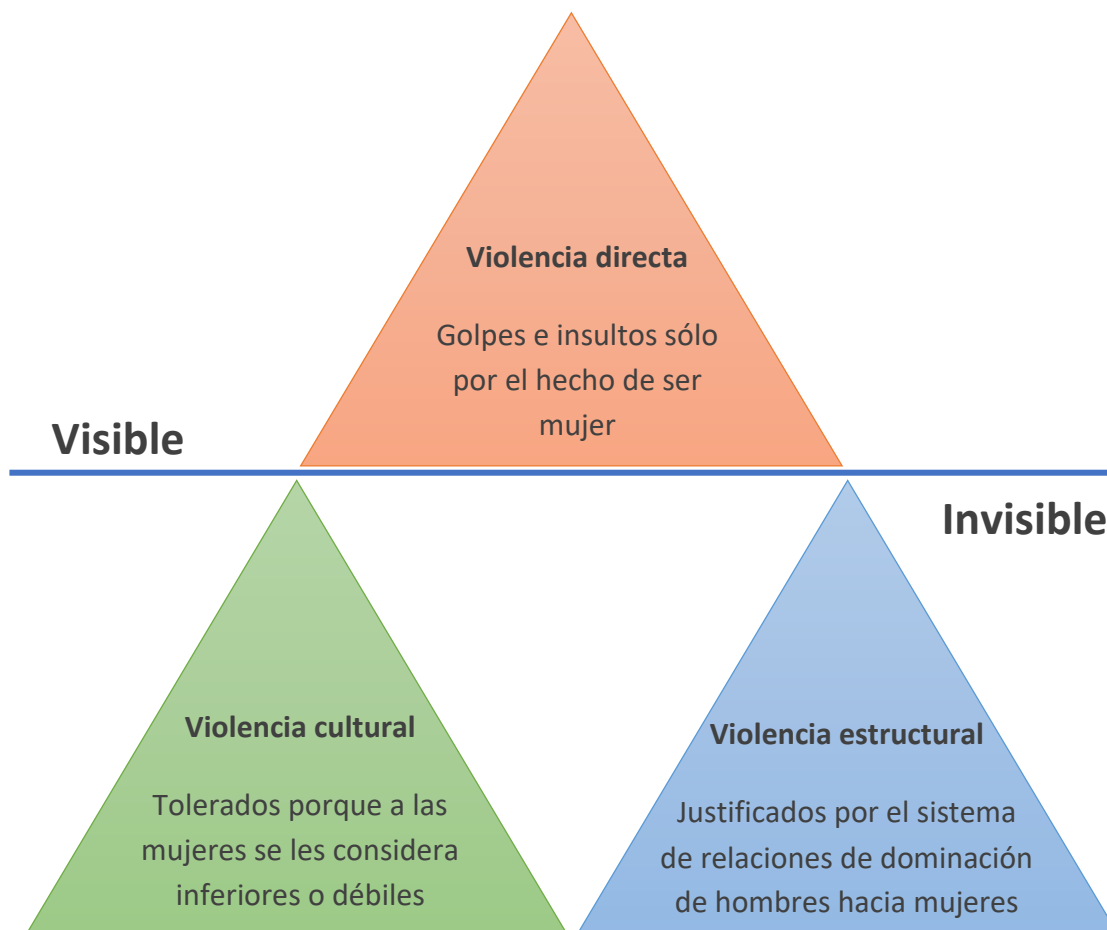 Violencia directa
Golpes e insultos sólo
por el hecho de ser
mujer
Visible
Invisible
Violencia cultural
Tolerados porque a las
mujeres se les considera
inferiores o débiles
Violencia estructural
Justificados por el sistema
de relaciones de dominación
de hombres hacia mujeres